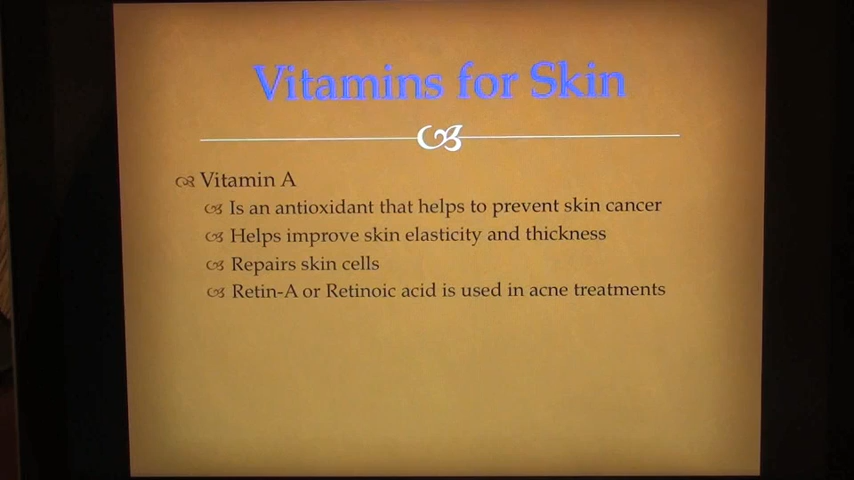 Vitamins for Skin
Vitamin A
Is an antioxidant that helps to prevent skin cancer
Helps improve skin elasticity and thickness
Repairs skin cells
Retin-A or Retinoic acid is used in acne treatments